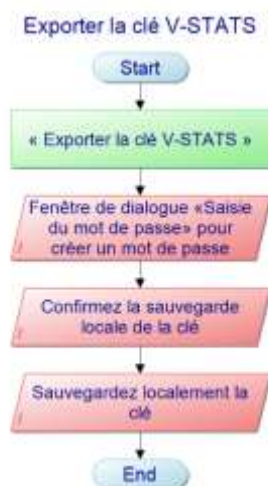 Exporter la clé V-STATS
Start
« Exporter la clé V-STATS »
Fenêtre de dialogue «Saisie
du mot de passe» pour
créer un mot de passe
Confirmez la sauvegarde
locale de la clé
Sauvegardez localement la
clé
End